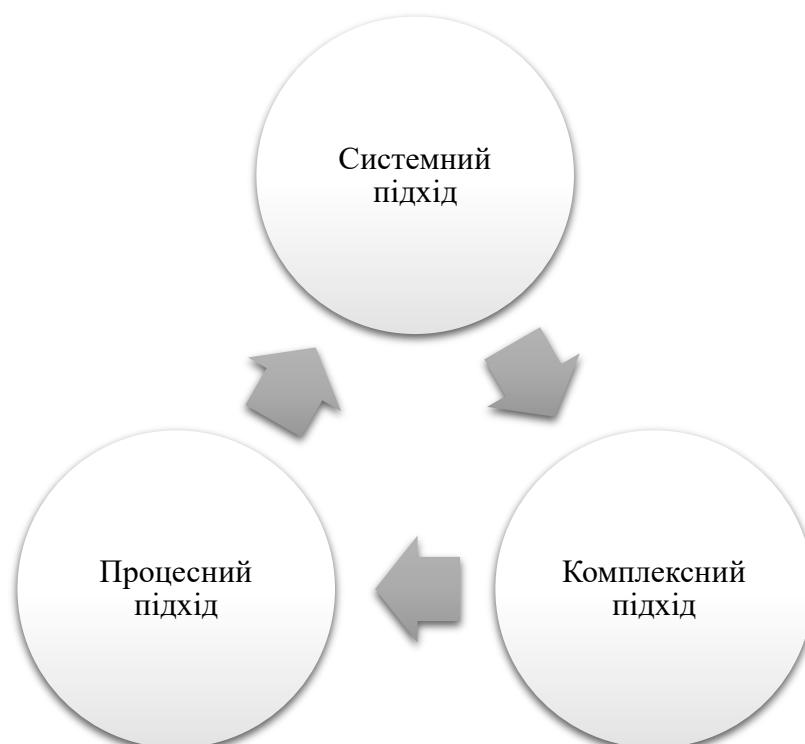 Системний
підхід
Процесний
підхід
Комплексний
підхід